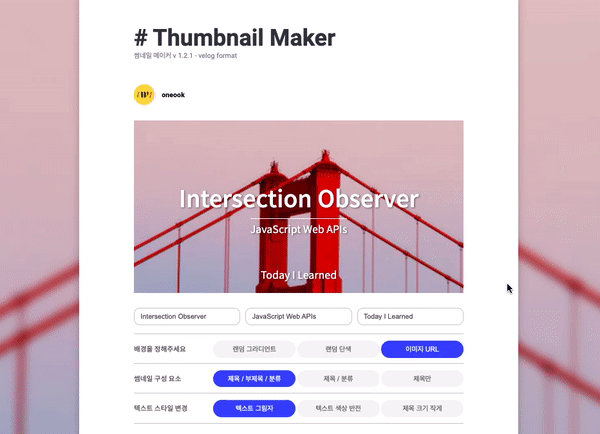 # Thumbnail Maker
썸네일 메이커 v 1.2.1 - velog format
oneook
Intersection Observer
JavaScript Web APIs
Today I Learned
Intersection Observer JavaScript Web APIs Today I Learned
배경을 정해주세요 랜덤 그라디언트 랜덤 단색 이미지 URL
썸네일 구성 요소 제목 / 부제목 / 분류 제목 / 분류 제목만
텍스트 스타일 변경 텍스트 그림자 텍스트 색상 반전 제목 크기 작게